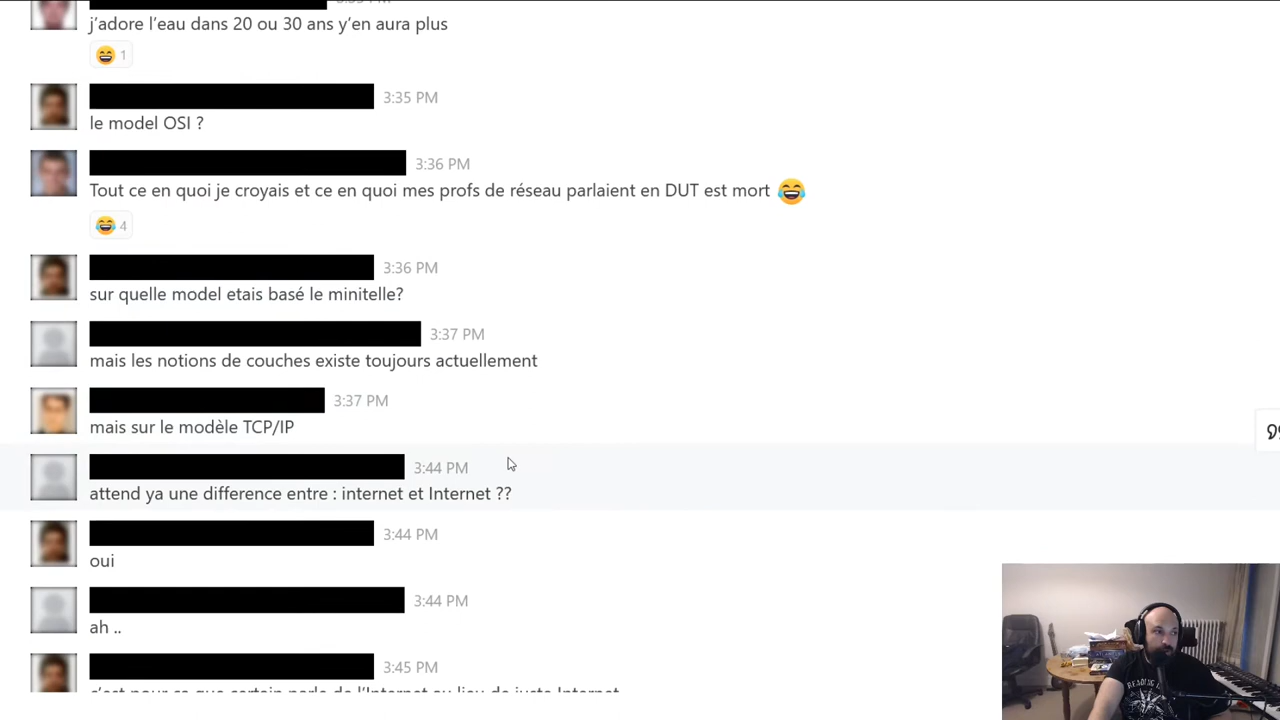 j'adore l'eau dans 20 ou 30 ans y'en aura plus
😄 1
3:35 PM
le model OSI ?
3:36 PM
Tout ce en quoi je croyais et ce en quoi mes profs de réseau parlaient en DUT est mort 😂
😂 4
3:36 PM
sur quelle model etais basé le minitelle?
3:37 PM
mais les notions de couches existe toujours actuellement
3:37 PM
mais sur le modèle TCP/IP
3:44 PM
attend ya une difference entre : internet et Internet ??
3:44 PM
oui
3:44 PM
ah ..
3:45 PM
c'est pour ça que certain parle de l'Internet au lieu de juste Internet
READING